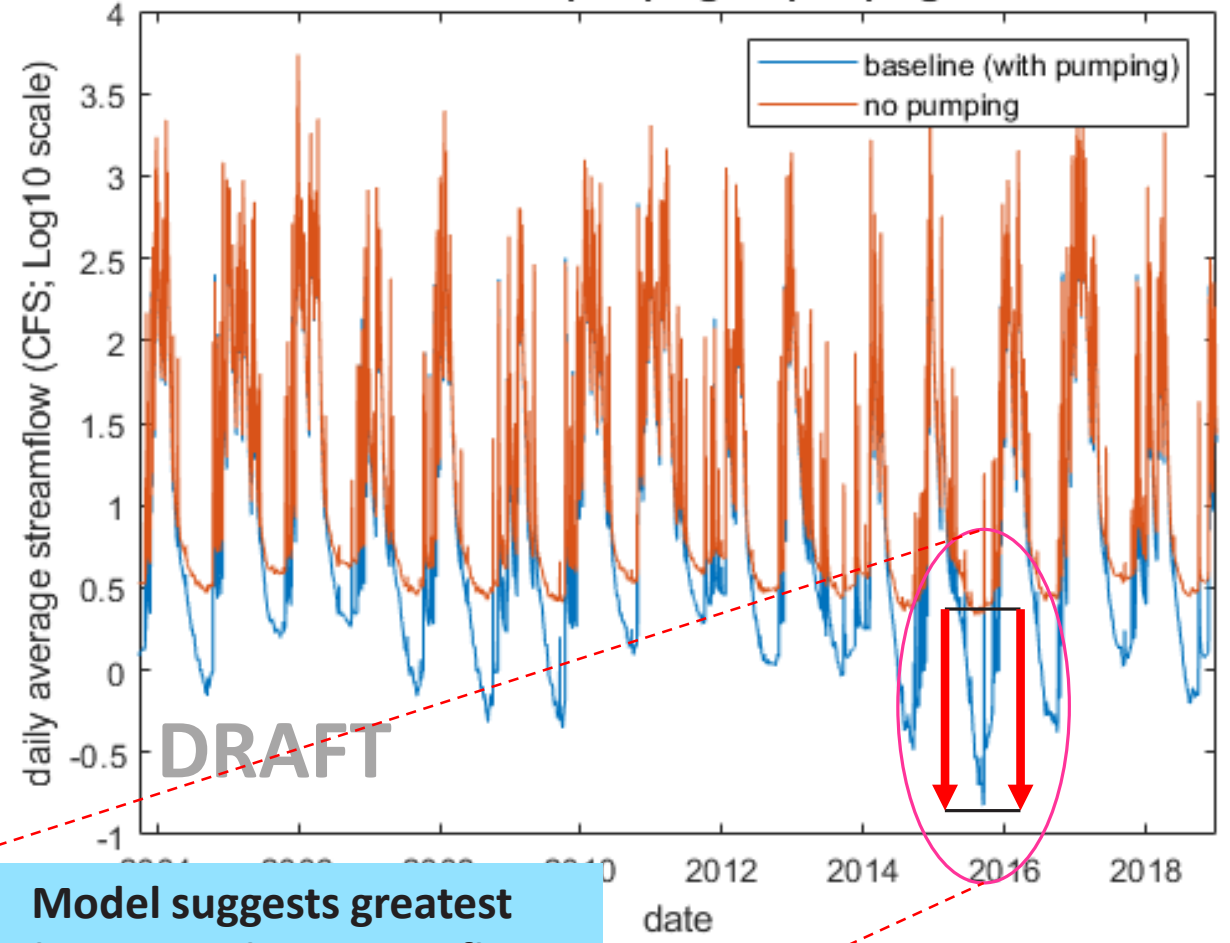 4
3.5
3
2.5
2
1.5
1
0.5
0
-0.5
-1
daily average streamflow (CFS; Log10 scale)
baseline (with pumping)
no pumping
DRAFT
2012
2014
2016
2018
date
Model suggests greatest